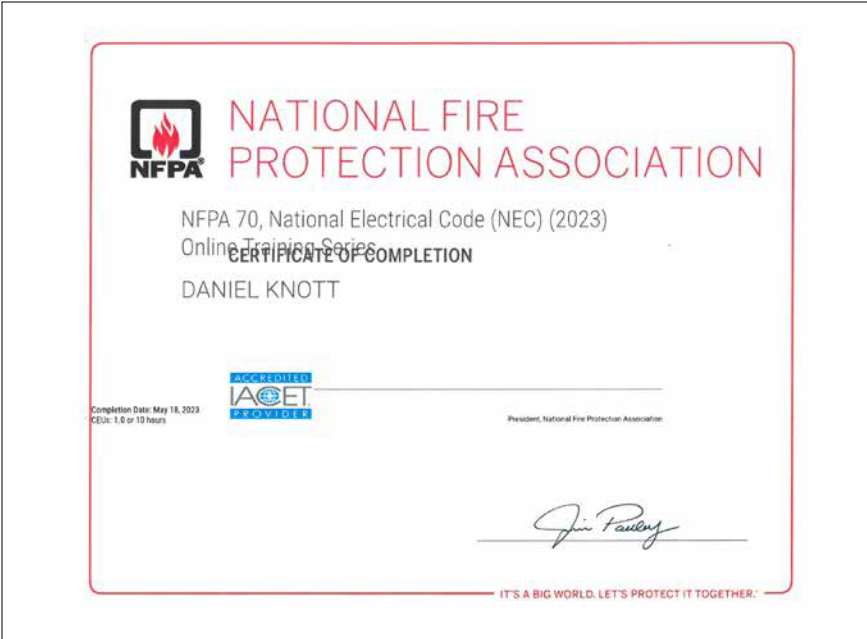 NFPA®
NATIONAL FIRE
PROTECTION ASSOCIATION
NFPA 70, National Electrical Code (NEC) (2023)
Online Training Series
CERTIFICATE OF COMPLETION
DANIEL KNOTT
ACCREDITED
IACET
PROVIDER
Completion Date: May 18, 2023
CEUs: 1.0 or 10 hours
President, National Fire Protection Association
Jim Pauley
IT'S A BIG WORLD. LET'S PROTECT IT TOGETHER.®